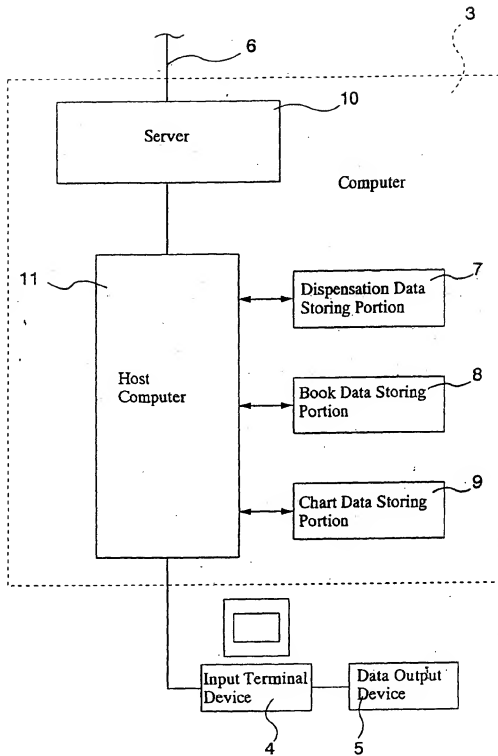 6
3
10
Server
Computer
11
7
Dispensation Data
Storing Portion
Host
Computer
8
Book Data Storing
Portion
9
Chart Data Storing
Portion
Input Terminal
Device
Data Output
Device
4
5